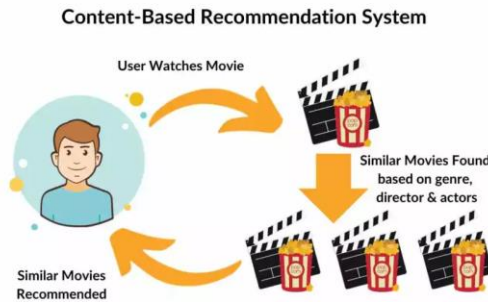 Content-Based Recommendation System
User Watches Movie
Similar Movies Found
based on genre,
director & actors
Similar Movies
Recommended